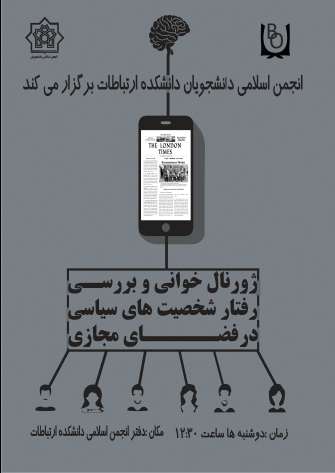 انجمن اسلامی دانشجویان دانشکده ارتباطات برگزار می کند
THE LONDON
TIMES
ژورنال خوانی و بررسی
رفتار شخصیت های سیاسی
در فضای مجازی
زمان :دوشنبه ها ساعت ۱۲:۳۰
مکان :دفتر انجمن اسلامی دانشکده ارتباطات